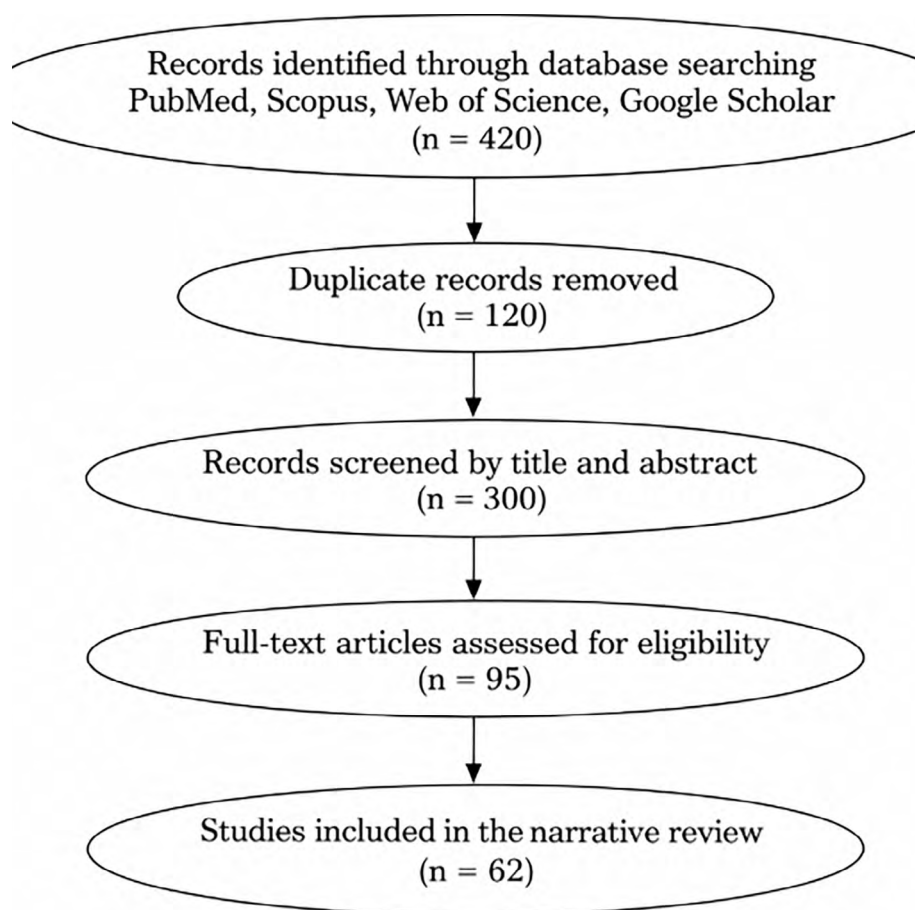 Records identified through database searching
PubMed, Scopus, Web of Science, Google Scholar
(n = 420)
Duplicate records removed
(n = 120)
Records screened by title and abstract
(n = 300)
Full-text articles assessed for eligibility
(n = 95)
Studies included in the narrative review
(n = 62)